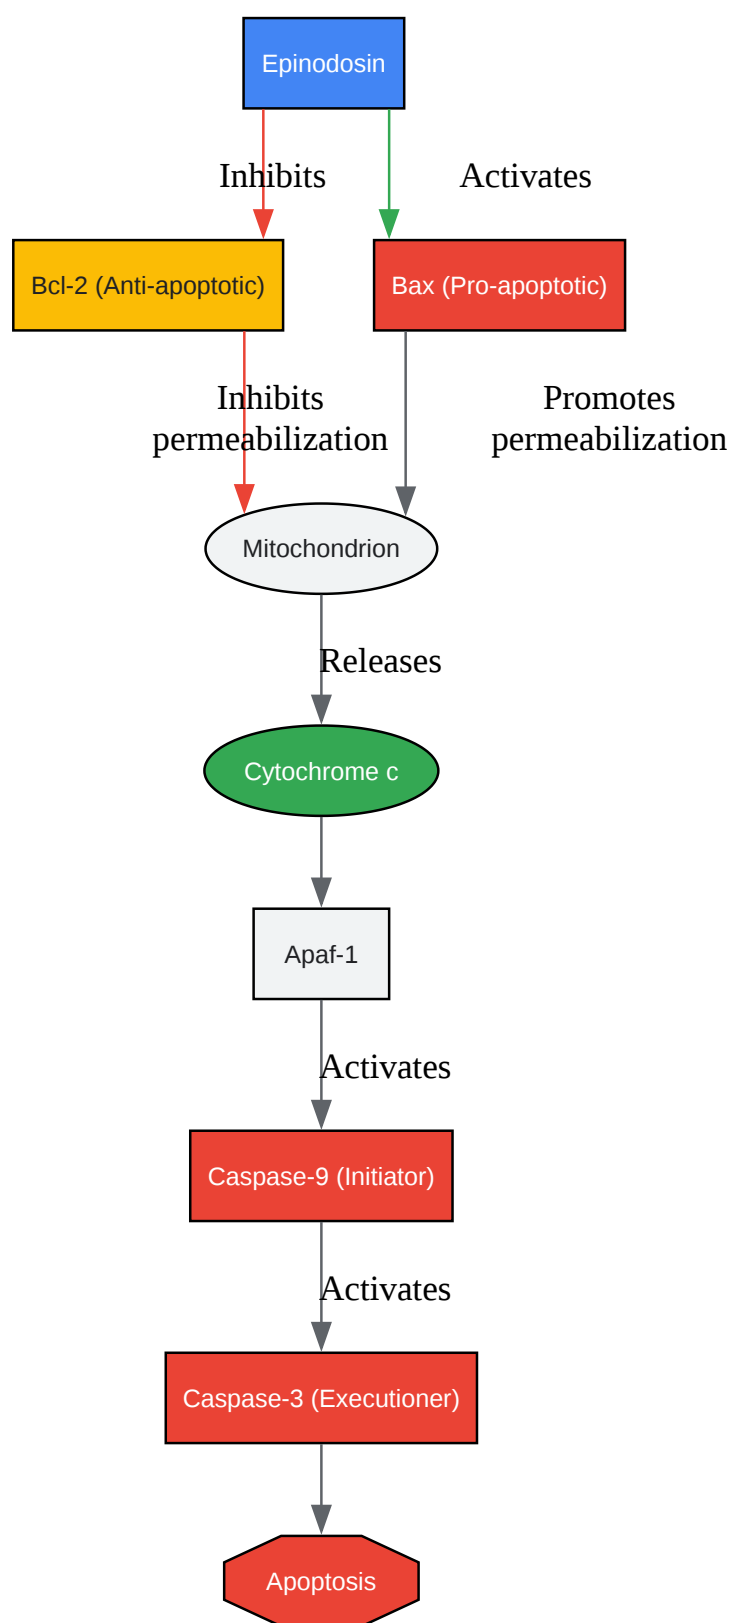 Epinodosin
Inhibits
Activates
Bcl-2 (Anti-apoptotic)
Bax (Pro-apoptotic)
Inhibits
permeabilization
Promotes
permeabilization
Mitochondrion
Releases
Cytochrome c
Apaf-1
Activates
Caspase-9 (Initiator)
Activates
Caspase-3 (Executioner)
Apoptosis